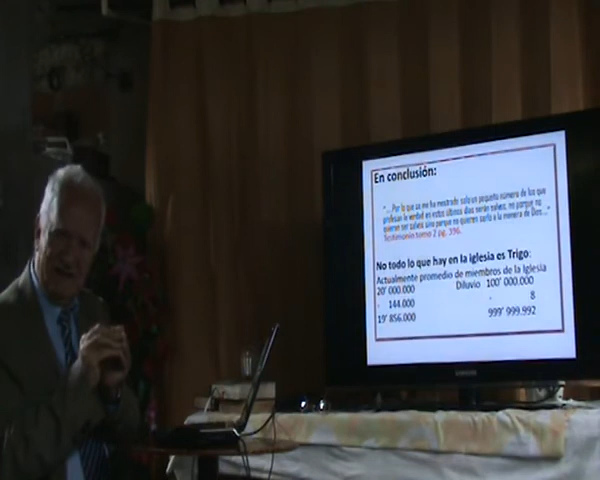 En conclusión:
"...Por lo que se me ha mostrado solo un pequeño número de los que
profesan la verdad en estos últimos días serán salvos, no porque no
quieren ser salvos sino porque no quieren serlo a la manera de Dios..."
Testimonio tomo 2 pg. 396.
No todo lo que hay en la iglesia es Trigo:
Actualmente promedio de miembros de la Iglesia
20' 000.000 Diluvio 100' 000.000
- 144.000 - 8
19' 856.000 999' 999.992
SAMSUNG